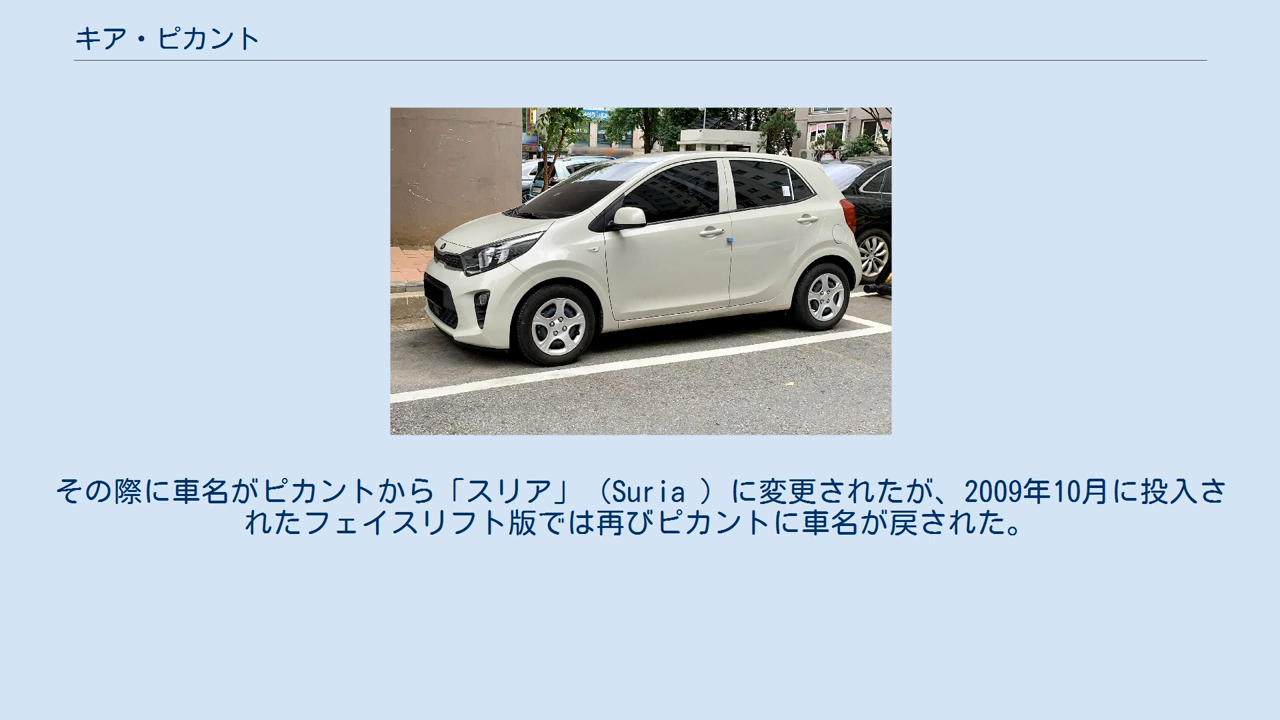 キア・ピカント
その際に車名がピカントから「スリア」（Suria ）に変更されたが、2009年10月に投入さ
れたフェイスリフト版では再びピカントに車名が戻された。